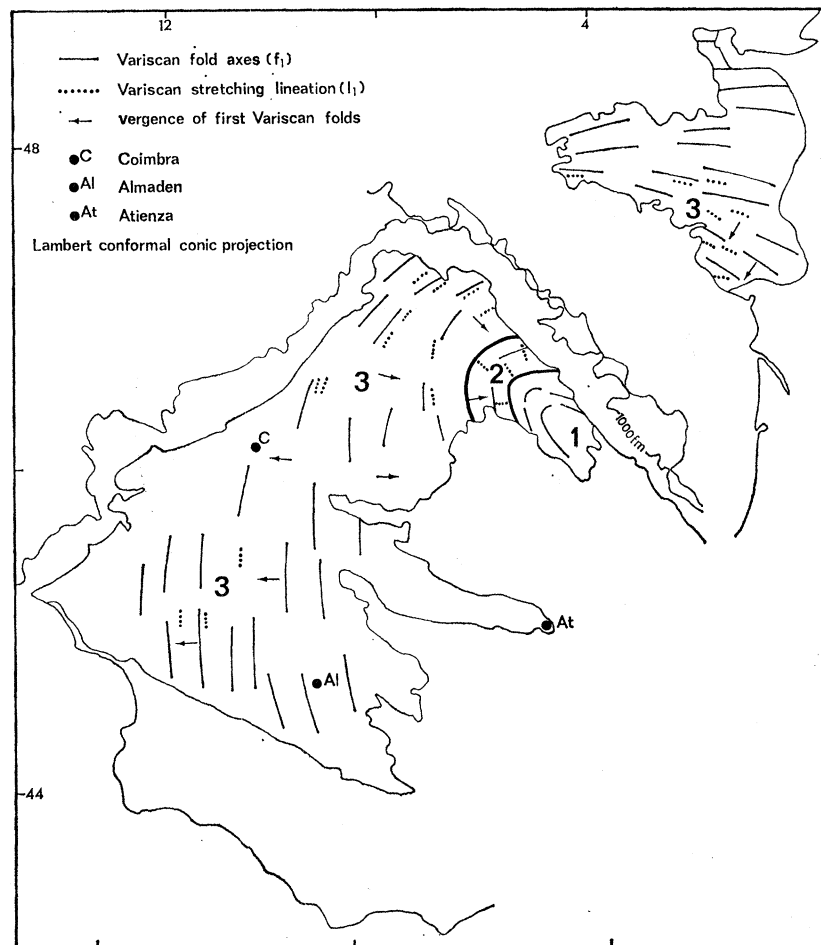 12 4
Variscan fold axes (f1)
Variscan stretching lineation (l1)
vergence of first Variscan folds
48
C Coimbra
Al Almaden
At Atienza
Lambert conformal conic projection
3
3
2
1
1000fm
C
3
At
Al
44